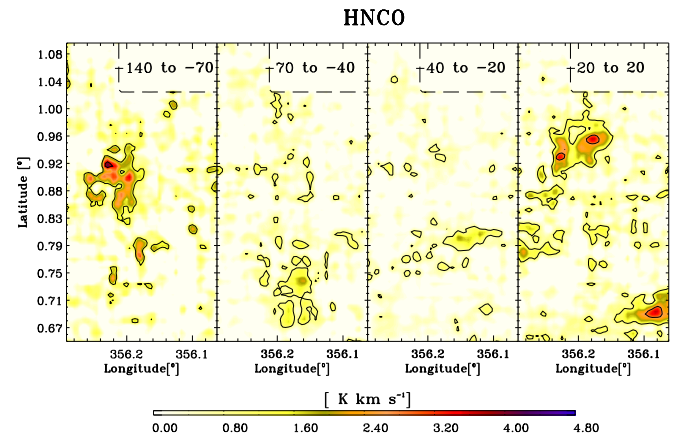 HNCO
-140 to -70
-70 to -40
-40 to -20
-20 to 20
Latitude [°]
1.08
1.04
1.00
0.96
0.92
0.88
0.83
0.79
0.75
0.71
0.67
356.2 356.1
356.2 356.1
356.2 356.1
356.2 356.1
Longitude[°]
Longitude[°]
Longitude[°]
Longitude[°]
[ K km s⁻¹]
0.00 0.80 1.60 2.40 3.20 4.00 4.80